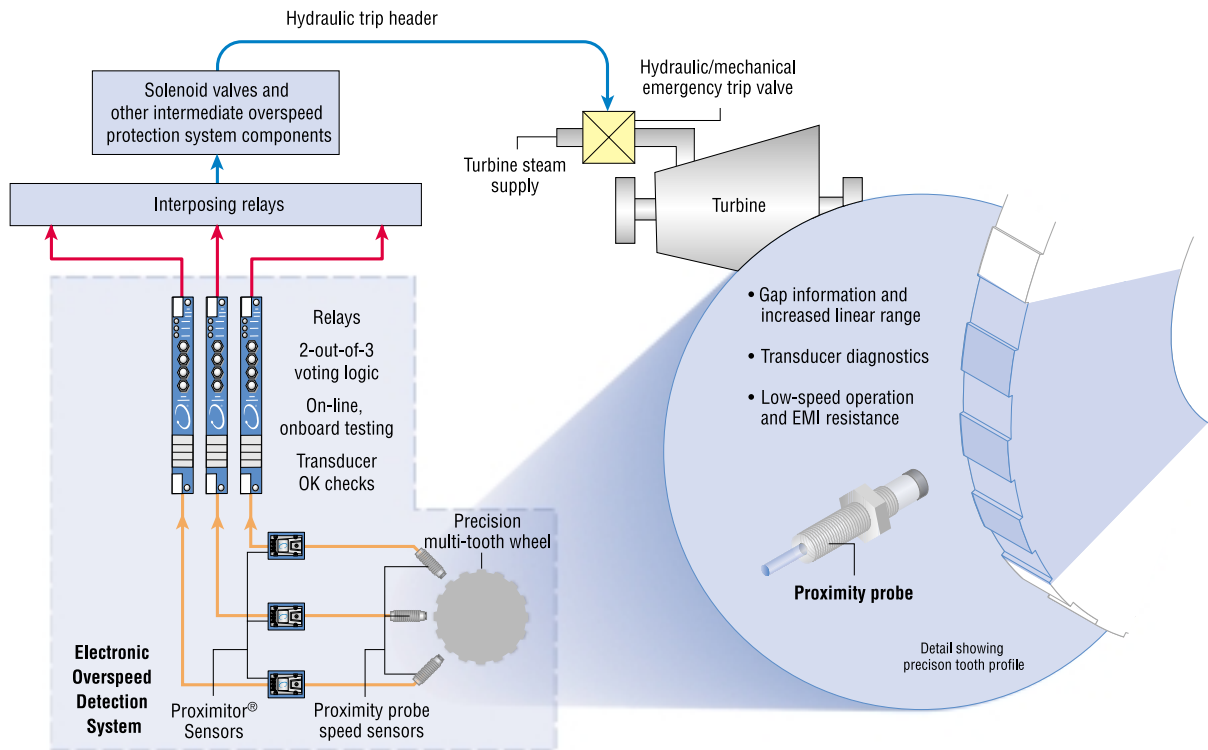 Hydraulic trip header
Solenoid valves and
other intermediate overspeed
protection system components
Hydraulic/mechanical
emergency trip valve
Turbine steam
supply
Turbine
Interposing relays
Relays
2-out-of-3
voting logic
On-line,
onboard testing
Transducer
OK checks
• Gap information and
increased linear range
• Transducer diagnostics
• Low-speed operation
and EMI resistance
Proximity probe
Detail showing
precison tooth profile
Precision
multi-tooth wheel
Electronic
Overspeed
Detection
System
Proximitor®
Sensors
Proximity probe
speed sensors